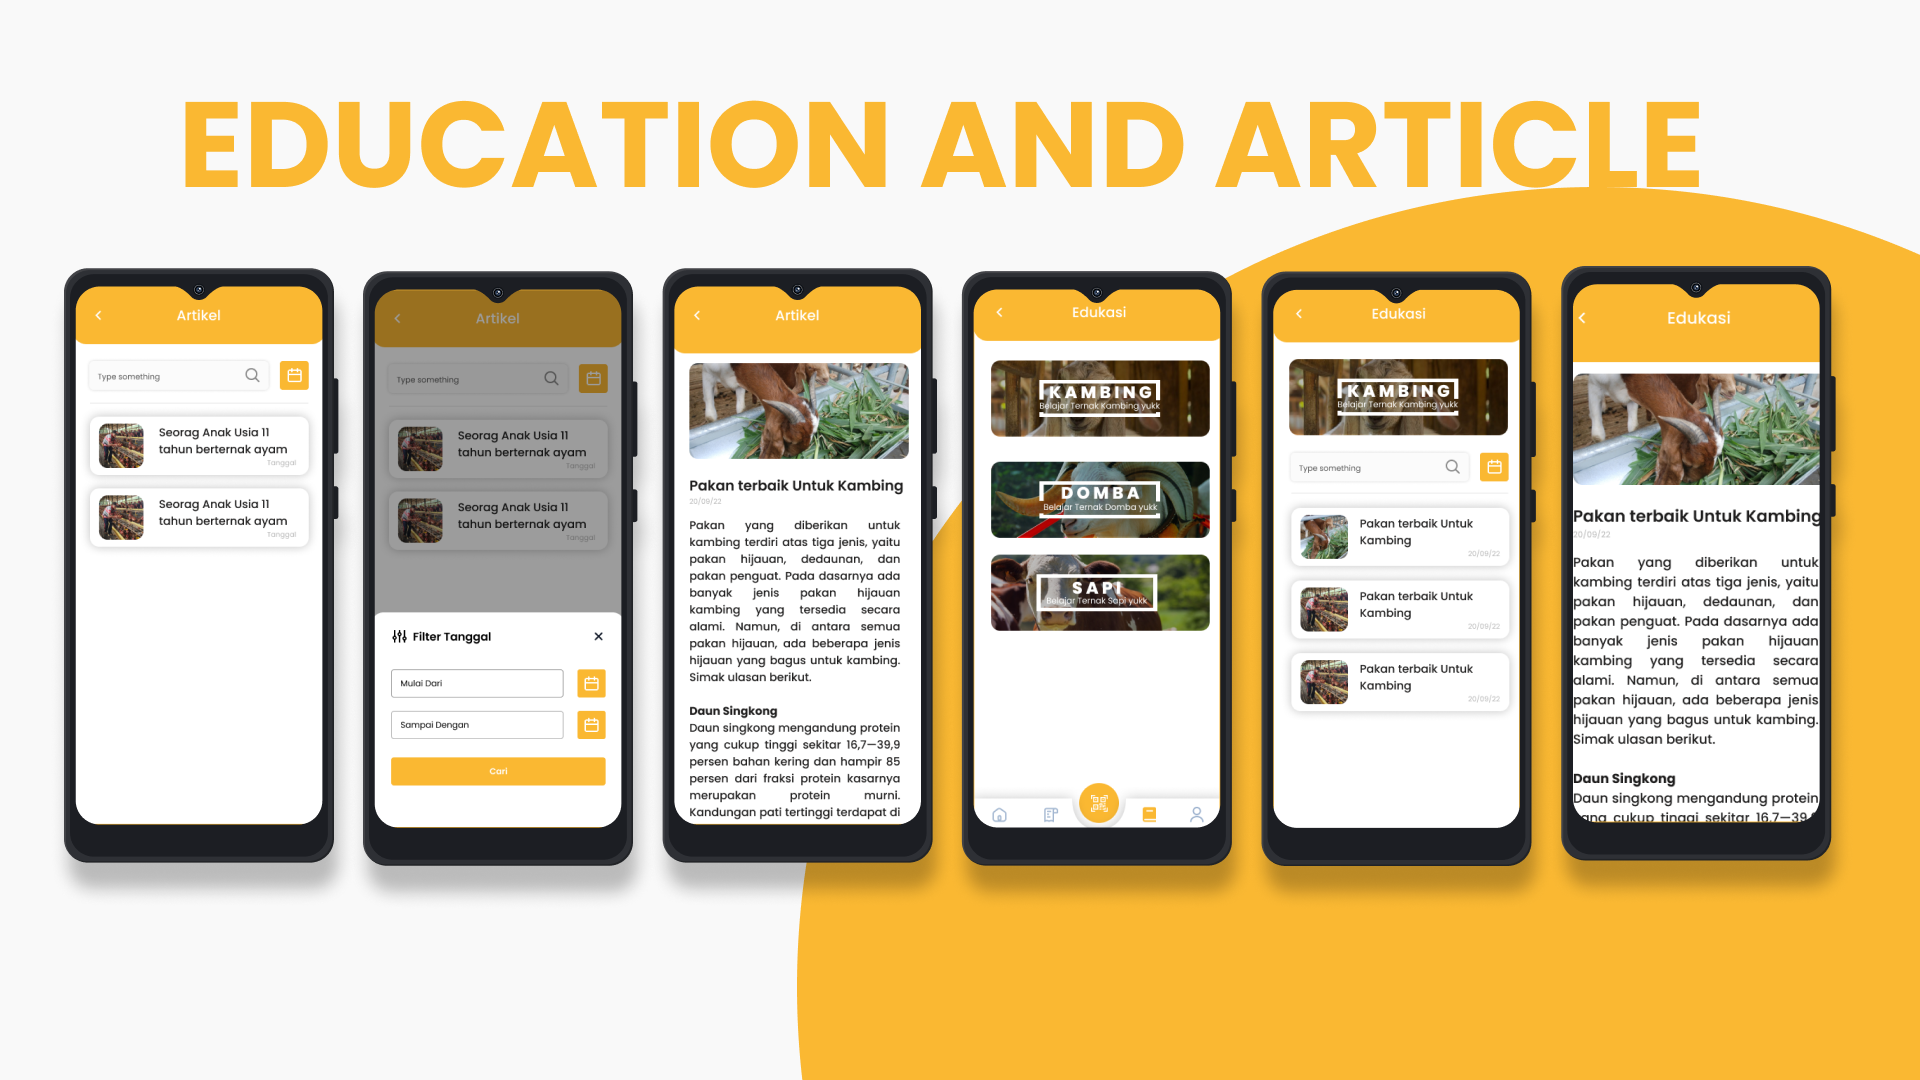 EDUCATION AND ARTICLE
Artikel
Type something
Seorag Anak Usia 11
tahun berternak ayam
Tanggal
Seorag Anak Usia 11
tahun berternak ayam
Tanggal
Artikel
Type something
Seorag Anak Usia 11
tahun berternak ayam
Tanggal
Seorag Anak Usia 11
tahun berternak ayam
Tanggal
Filter Tanggal
Mulai Dari
Sampai Dengan
Cari
Artikel
Pakan terbaik Untuk Kambing
20/09/22
Pakan yang diberikan untuk
kambing terdiri atas tiga jenis, yaitu
pakan hijauan, dedaunan, dan
pakan penguat. Pada dasarnya ada
banyak jenis pakan hijauan
kambing yang tersedia secara
alami. Namun, di antara semua
pakan hijauan, ada beberapa jenis
hijauan yang bagus untuk kambing.
Simak ulasan berikut.
Daun Singkong
Daun singkong mengandung protein
yang cukup tinggi sekitar 16,7–39,9
persen bahan kering dan hampir 85
persen dari fraksi protein kasarnya
merupakan protein murni.
Kandungan pati tertinggi terdapat di
Edukasi
KAMBING
Belajar Ternak Kambing yukk
DOMBA
Belajar Ternak Domba yukk
SAPI
Belajar Ternak Sapi yukk
Edukasi
KAMBING
Belajar Ternak Kambing yukk
Type something
Pakan terbaik Untuk
Kambing
20/09/22
Pakan terbaik Untuk
Kambing
20/09/22
Pakan terbaik Untuk
Kambing
20/09/22
Edukasi
Pakan terbaik Untuk Kambing
20/09/22
Pakan yang diberikan untuk
kambing terdiri atas tiga jenis, yaitu
pakan hijauan, dedaunan, dan
pakan penguat. Pada dasarnya ada
banyak jenis pakan hijauan
kambing yang tersedia secara
alami. Namun, di antara semua
pakan hijauan, ada beberapa jenis
hijauan yang bagus untuk kambing.
Simak ulasan berikut.
Daun Singkong
Daun singkong mengandung protein
yang cukup tinggi sekitar 16,7–39,9